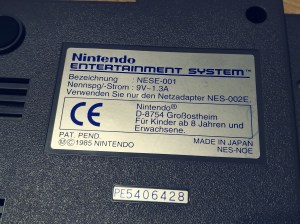 Nintendo®
ENTERTAINMENT SYSTEM™
Bezeichnung : NESE-001
Nennspg/-Strom : 9V⎓1.3A
Verwenden Sie nur den Netzadapter NES-002E.
CE
Nintendo®
D-8754 Großostheim
Für Kinder ab 8 Jahren und
Erwachsene.
PAT. PEND.
Ⓜ©1985 NINTENDO
MADE IN JAPAN
NES-NOE
PE5406428